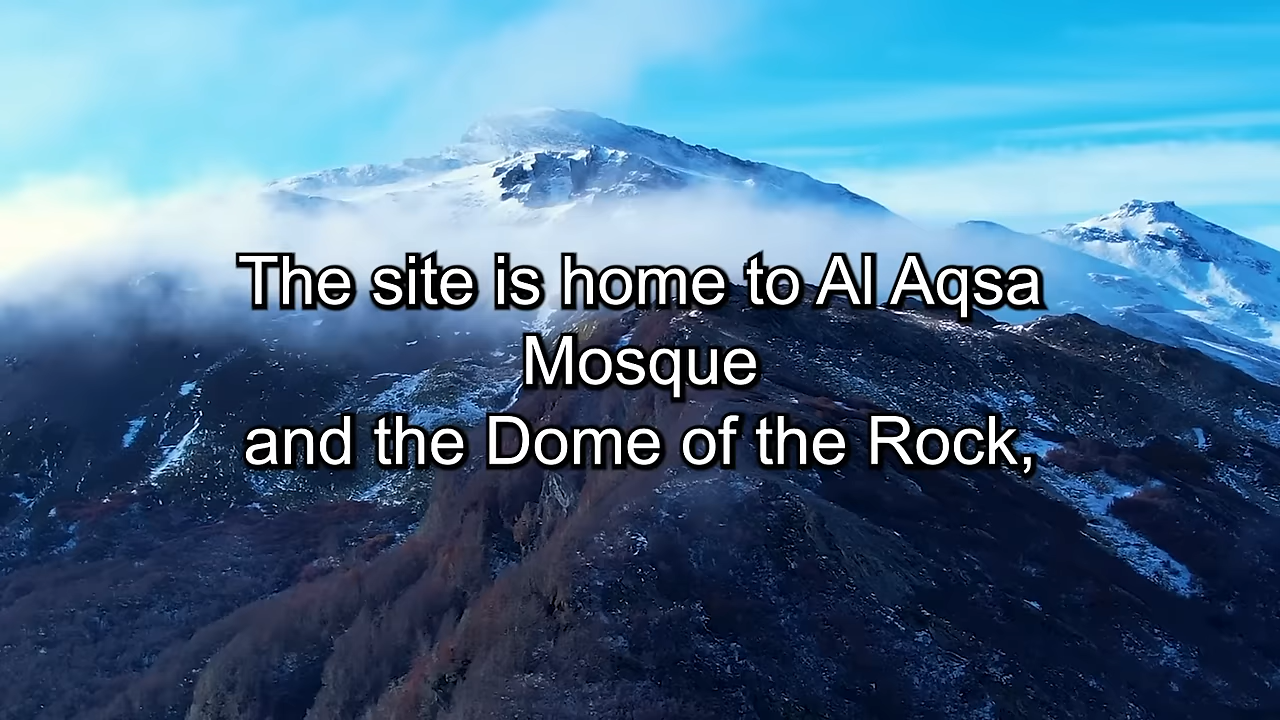 The site is home to Al Aqsa
Mosque
and the Dome of the Rock,